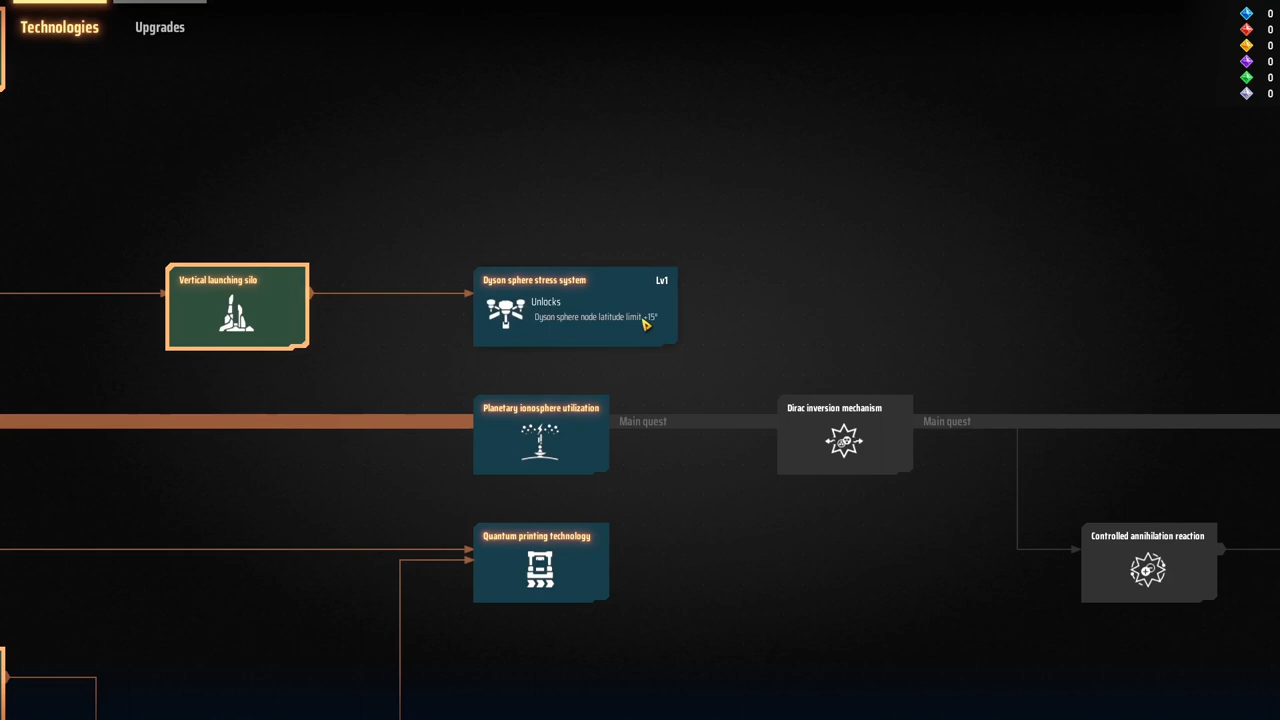 Technologies
Upgrades
0
0
0
0
0
0
Vertical launching silo
Dyson sphere stress system
Lv1
Unlocks
Dyson sphere node latitude limit +15°
Planetary ionosphere utilization
Main quest
Dirac inversion mechanism
Main quest
Quantum printing technology
Controlled annihilation reaction